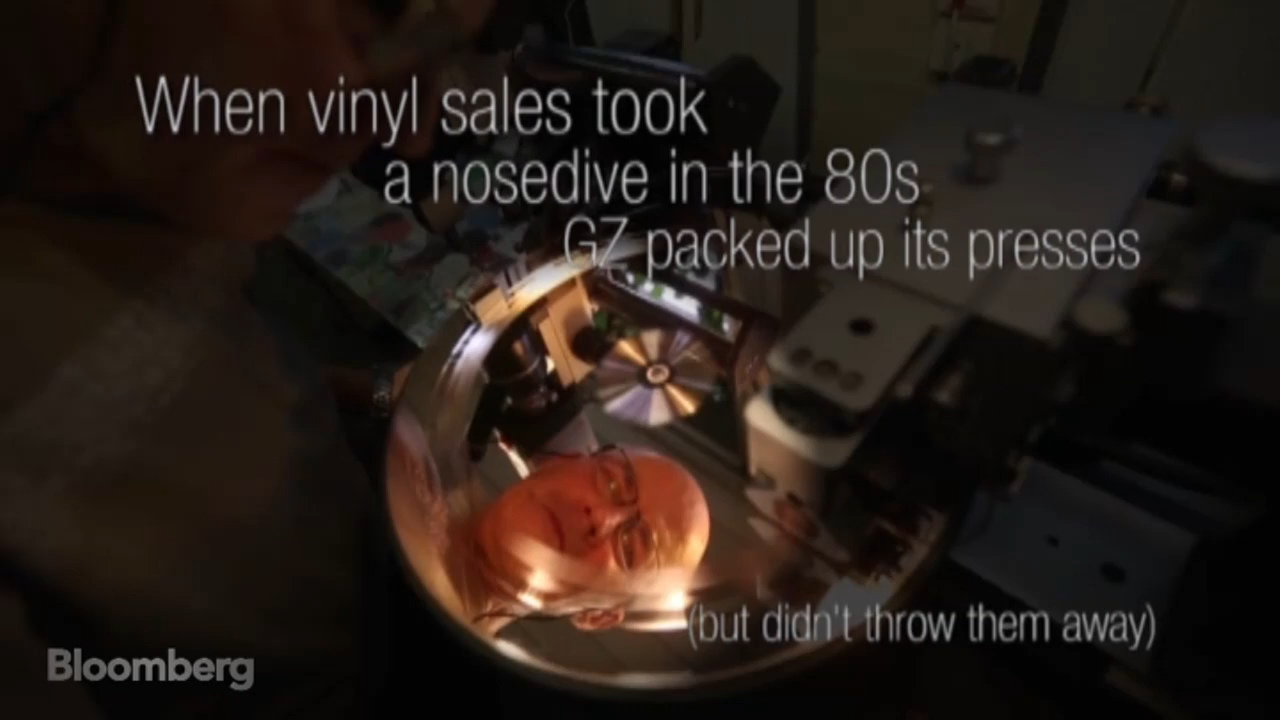 When vinyl sales took
a nosedive in the 80s
GZ packed up its presses
(but didn't throw them away)
Bloomberg